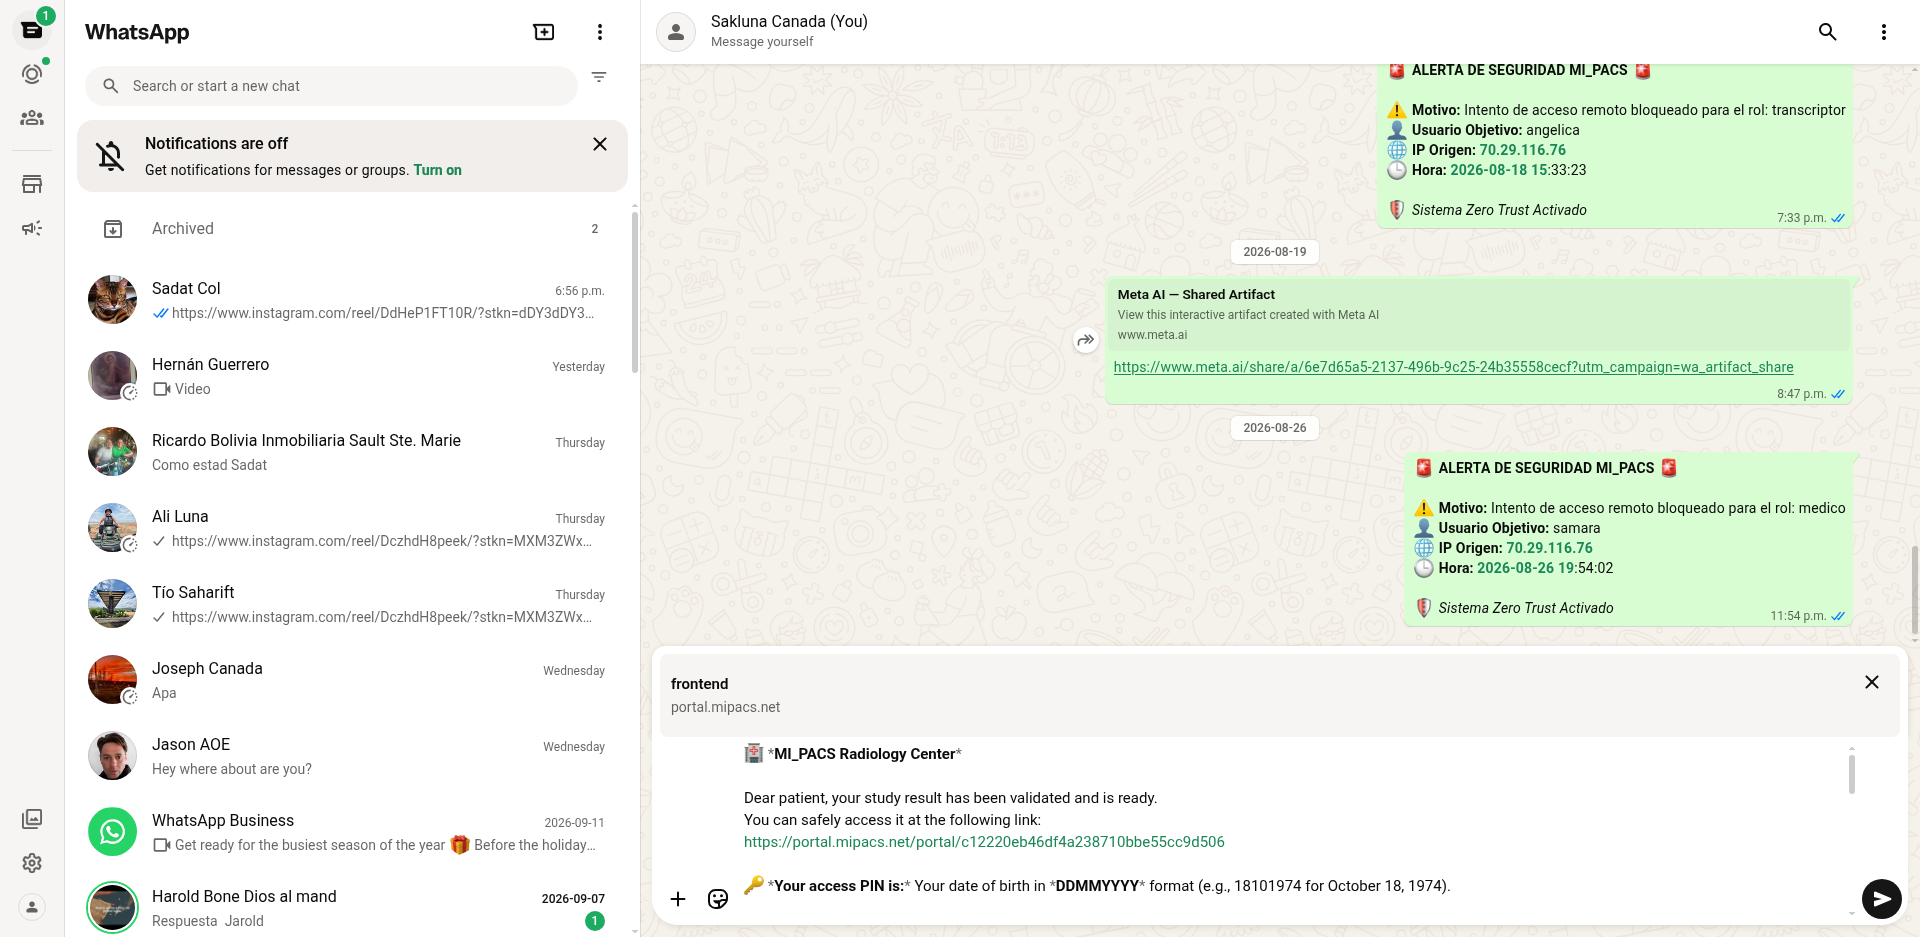 1
WhatsApp
Search or start a new chat
Notifications are off
Get notifications for messages or groups. Turn on
Archived
2
Sadat Col
6:56 p.m.
https://www.instagram.com/reel/DdHeP1FT10R/?stkn=dDY3dDY3...
Hernán Guerrero
Yesterday
Video
Ricardo Bolivia Inmobiliaria Sault Ste. Marie
Thursday
Como estad Sadat
Ali Luna
Thursday
https://www.instagram.com/reel/DczhdH8peek/?stkn=MXM3ZWx...
Tío Saharift
Thursday
https://www.instagram.com/reel/DczhdH8peek/?stkn=MXM3ZWx...
Joseph Canada
Wednesday
Apa
Jason AOE
Wednesday
Hey where about are you?
WhatsApp Business
2026-09-11
Get ready for the busiest season of the year 🎁 Before the holiday...
Harold Bone Dios al mand
2026-09-07
Respuesta Jarold
1
Sakluna Canada (You)
Message yourself
🚨 ALERTA DE SEGURIDAD MI_PACS 🚨
⚠️ Motivo: Intento de acceso remoto bloqueado para el rol: transcriptor
👤 Usuario Objetivo: angelica
🌐 IP Origen: 70.29.116.76
🕒 Hora: 2026-08-18 15:33:23
🛡️ Sistema Zero Trust Activado
7:33 p.m.
2026-08-19
Meta AI — Shared Artifact
View this interactive artifact created with Meta AI
www.meta.ai
https://www.meta.ai/share/a/6e7d65a5-2137-496b-9c25-24b35558cecf?utm_campaign=wa_artifact_share
8:47 p.m.
2026-08-26
🚨 ALERTA DE SEGURIDAD MI_PACS 🚨
⚠️ Motivo: Intento de acceso remoto bloqueado para el rol: medico
👤 Usuario Objetivo: samara
🌐 IP Origen: 70.29.116.76
🕒 Hora: 2026-08-26 19:54:02
🛡️ Sistema Zero Trust Activado
11:54 p.m.
frontend
portal.mipacs.net
🏥 *MI_PACS Radiology Center*
Dear patient, your study result has been validated and is ready.
You can safely access it at the following link:
https://portal.mipacs.net/portal/c12220eb46df4a238710bbe55cc9d506
🔑 *Your access PIN is:* Your date of birth in *DDMMYYYY* format (e.g., 18101974 for October 18, 1974).